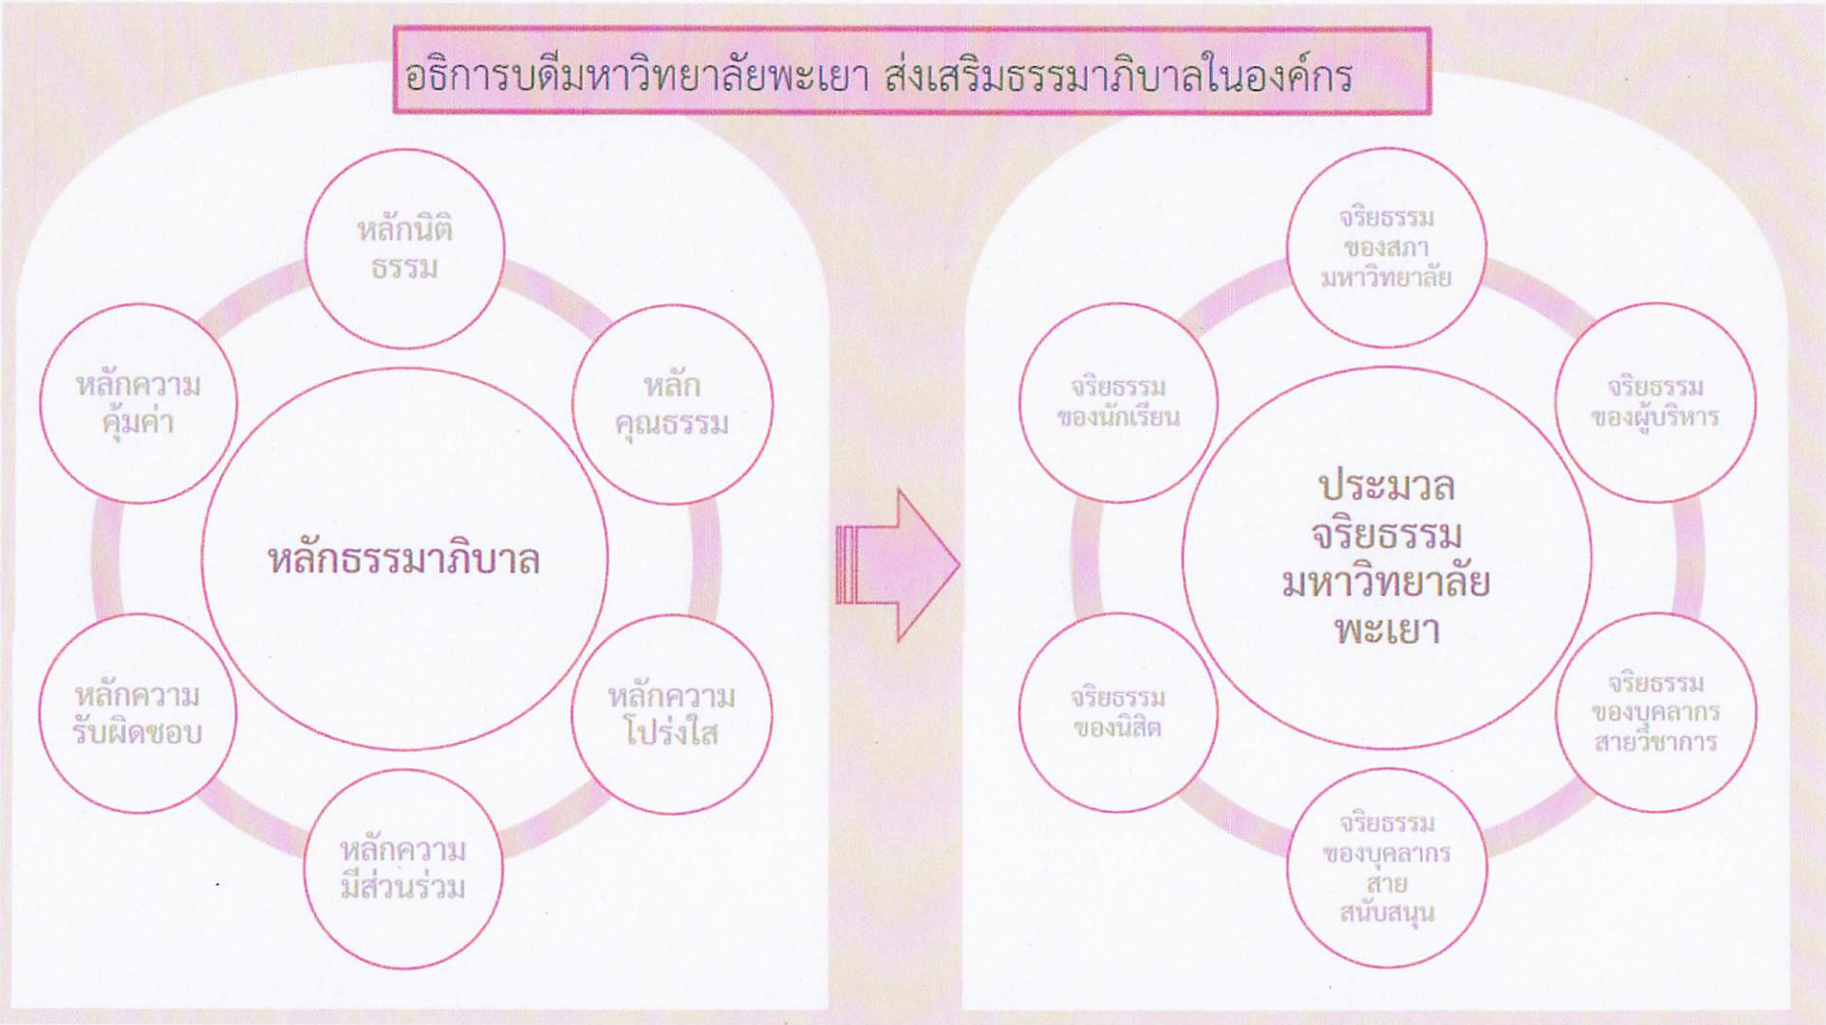 อธิการบดีมหาวิทยาลัยพะเยา ส่งเสริมธรรมาภิบาลในองค์กร
หลักนิติ
ธรรม
หลัก
คุณธรรม
หลักความ
โปร่งใส
หลักความ
มีส่วนร่วม
หลักความ
รับผิดชอบ
หลักความ
คุ้มค่า
หลักธรรมาภิบาล
จริยธรรม
ของสภา
มหาวิทยาลัย
จริยธรรม
ของผู้บริหาร
จริยธรรม
ของบุคลากร
สายวิชาการ
จริยธรรม
ของบุคลากร
สาย
สนับสนุน
จริยธรรม
ของนิสิต
จริยธรรม
ของนักเรียน
ประมวล
จริยธรรม
มหาวิทยาลัย
พะเยา